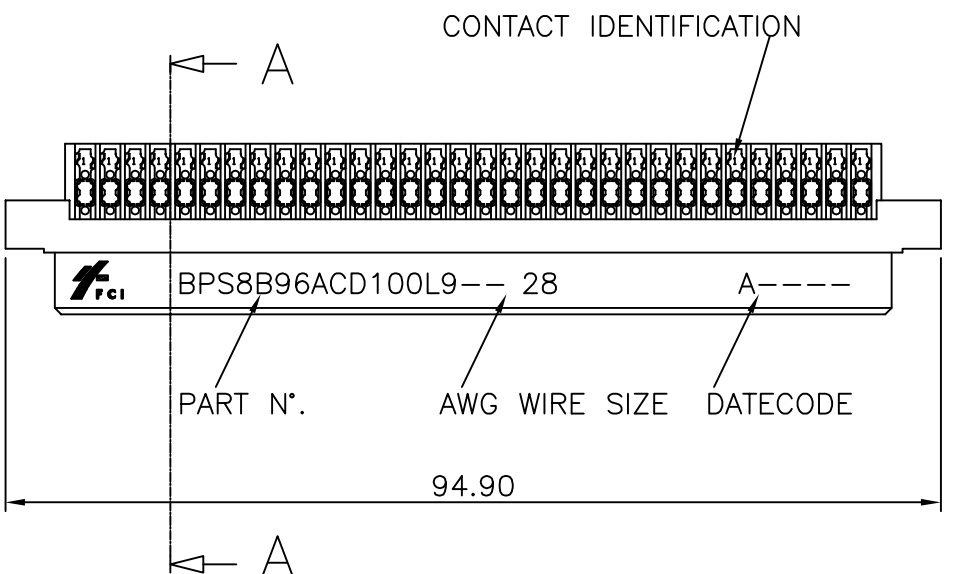 CONTACT IDENTIFICATION
A
FCI
BPS8B96ACD100L9-- 28
A----
PART N°.
AWG WIRE SIZE
DATECODE
94.90
A